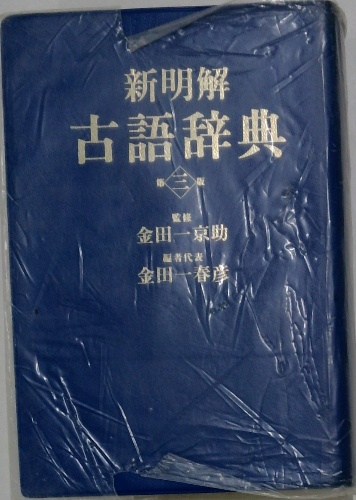 新明解
古語辞典
第三版
監修
金田一京助
編者代表
金田一春彦